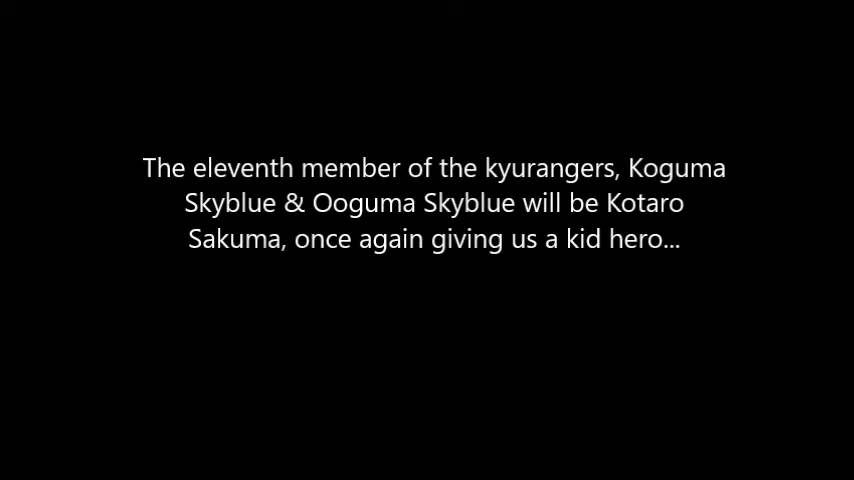 The eleventh member of the kyurangers, Koguma
Skyblue & Ooguma Skyblue will be Kotaro
Sakuma, once again giving us a kid hero...